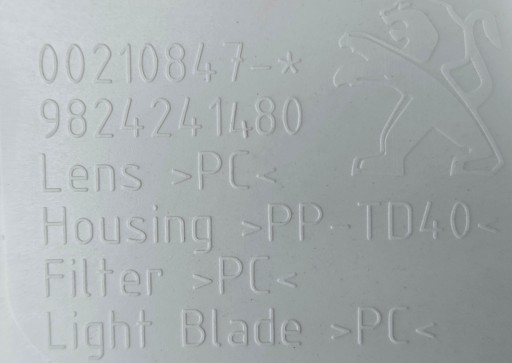 00210847-*
9824241480
Lens >PC<
Housing >PP-TD40<
Filter >PC<
Light Blade >PC<